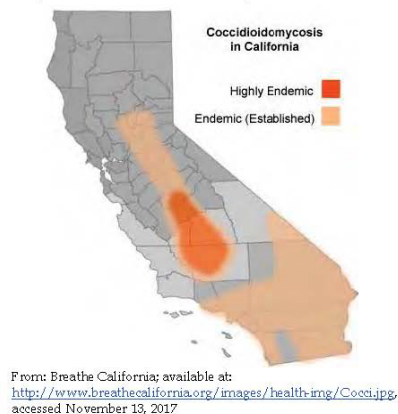 Coccidioidomycosis
in California
Highly Endemic
Endemic (Established)
From: Breathe California; available at:
http://www.breathecalifornia.org/images/health-img/Cocci.jpg,
accessed November 13, 2017